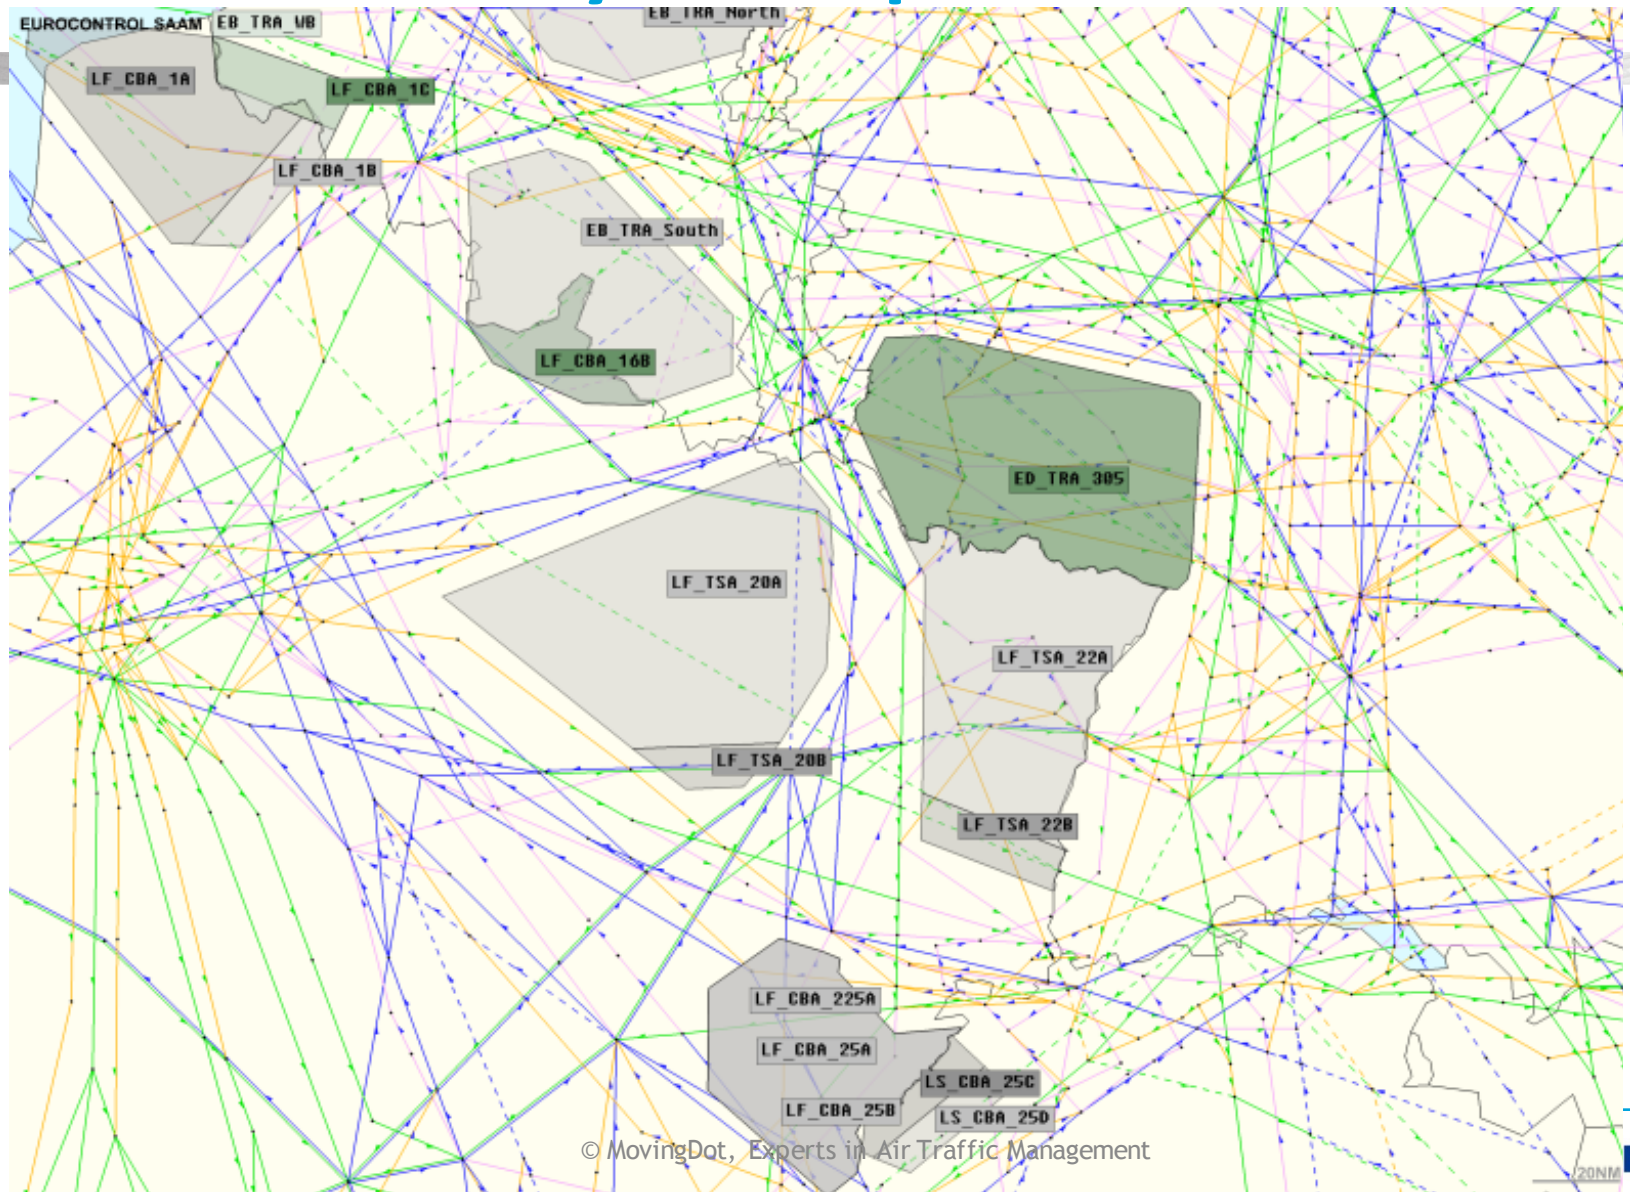 EUROCONTROL SAAM
EB_TRA_WB
EB_TRA_North
LF_CBA_1A
LF_CBA_1C
LF_CBA_1B
EB_TRA_South
LF_CBA_16B
ED_TRA_305
LF_TSA_20A
LF_TSA_22A
LF_TSA_20B
LF_TSA_22B
LF_CBA_225A
LF_CBA_25A
LS_CBA_25C
LF_CBA_25B
LS_CBA_25D
© MovingDot, Experts in Air Traffic Management
20NM